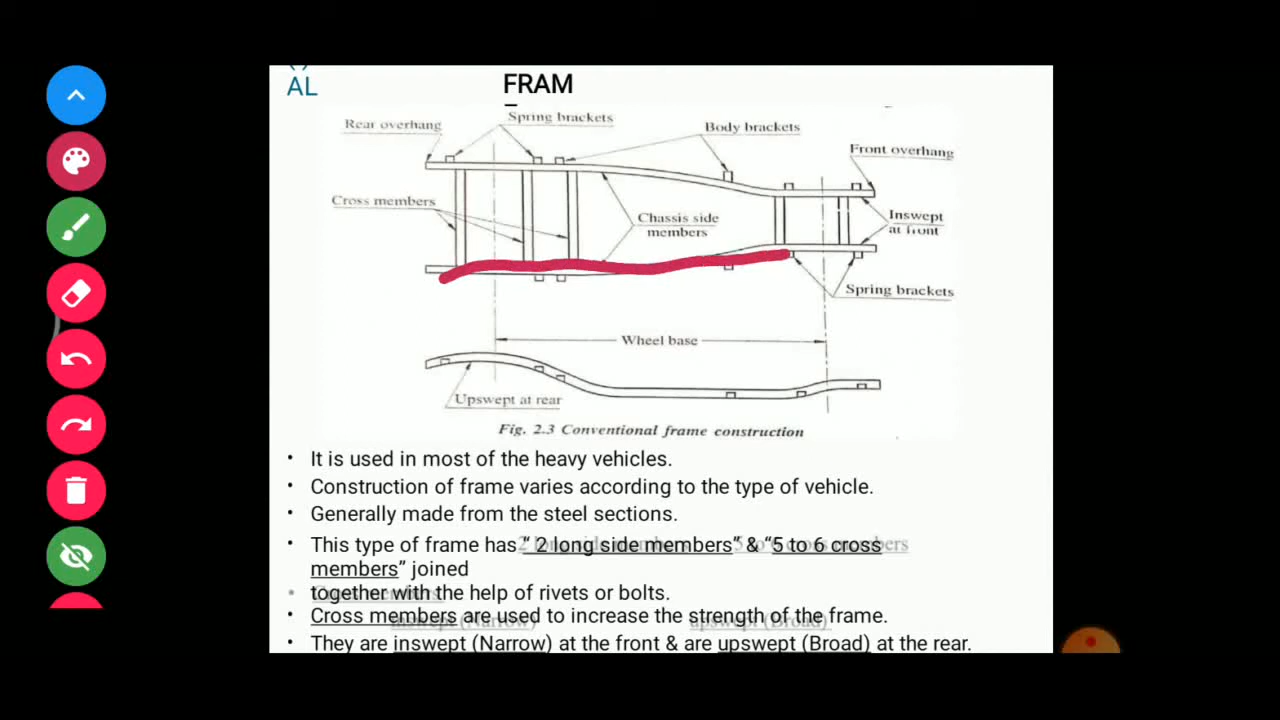 AL
FRAM
Rear overhang
Spring brackets
Body brackets
Front overhang
Cross members
Chassis side
members
Inswept
at front
Spring brackets
Wheel base
Upswept at rear
Fig. 2.3 Conventional frame construction
• It is used in most of the heavy vehicles.
• Construction of frame varies according to the type of vehicle.
• Generally made from the steel sections.
• This type of frame has “ 2 long side members” & “5 to 6 cross
members” joined
• together with the help of rivets or bolts.
• Cross members are used to increase the strength of the frame.
• They are inswept (Narrow) at the front & are upswept (Broad) at the rear.